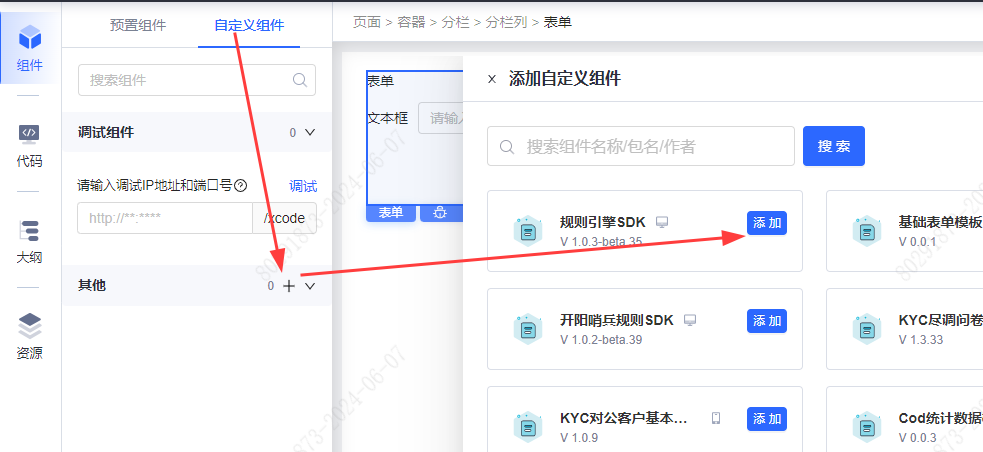 预置组件
自定义组件
页面 > 容器 > 分栏 > 分栏列 > 表单
组件
搜索组件
调试组件
0
代码
请输入调试IP地址和端口号
调试
http://**:****
/xcode
大纲
其他
0
资源
表单
文本框
请输入
表单
x
添加自定义组件
搜索组件名称/包名/作者
搜 索
规则引擎SDK
V 1.0.3-beta.35
添 加
基础表单模板
V 0.0.1
开阳哨兵规则SDK
V 1.0.2-beta.39
添 加
KYC尽调问卷
V 1.3.33
KYC对公客户基本...
V 1.0.9
添 加
Cod统计数据
V 0.0.3
80291873-2024-06-07
873-2024-06-07